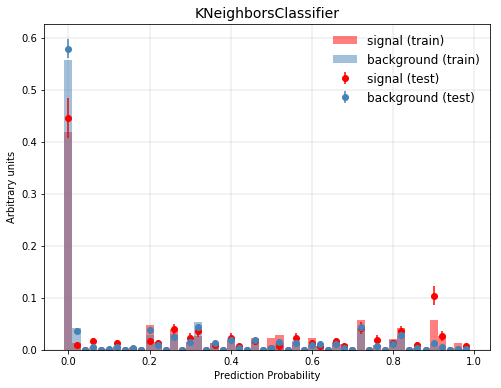 KNeighborsClassifier
signal (train)
background (train)
signal (test)
background (test)
0.6
0.5
0.4
0.3
0.2
0.1
0.0
Arbitrary units
0.0 0.2 0.4 0.6 0.8 1.0
Prediction Probability